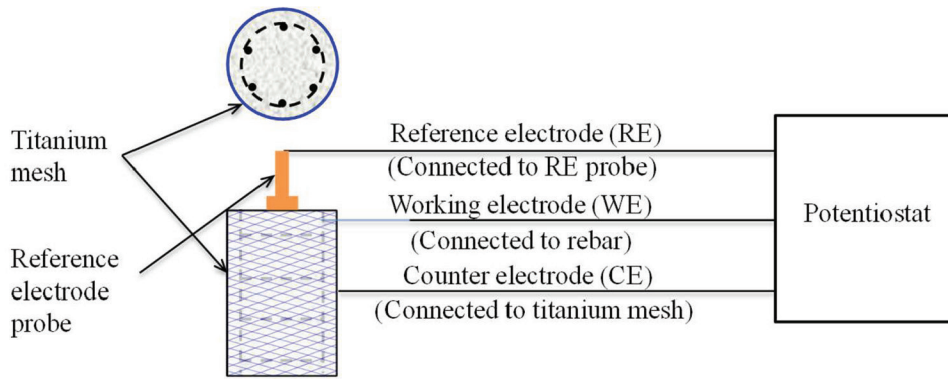 Titanium
mesh
Reference
electrode
probe
Reference electrode (RE)
(Connected to RE probe)
Working electrode (WE)
(Connected to rebar)
Counter electrode (CE)
(Connected to titanium mesh)
Potentiostat